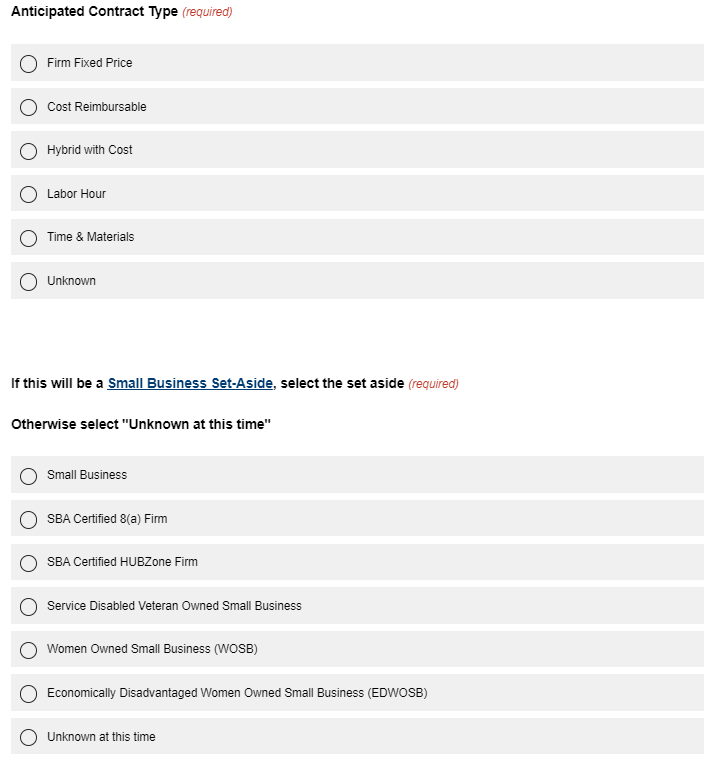 Anticipated Contract Type (required)
Firm Fixed Price
Cost Reimbursable
Hybrid with Cost
Labor Hour
Time & Materials
Unknown
If this will be a Small Business Set-Aside, select the set aside (required)
Otherwise select "Unknown at this time"
Small Business
SBA Certified 8(a) Firm
SBA Certified HUBZone Firm
Service Disabled Veteran Owned Small Business
Women Owned Small Business (WOSB)
Economically Disadvantaged Women Owned Small Business (EDWOSB)
Unknown at this time